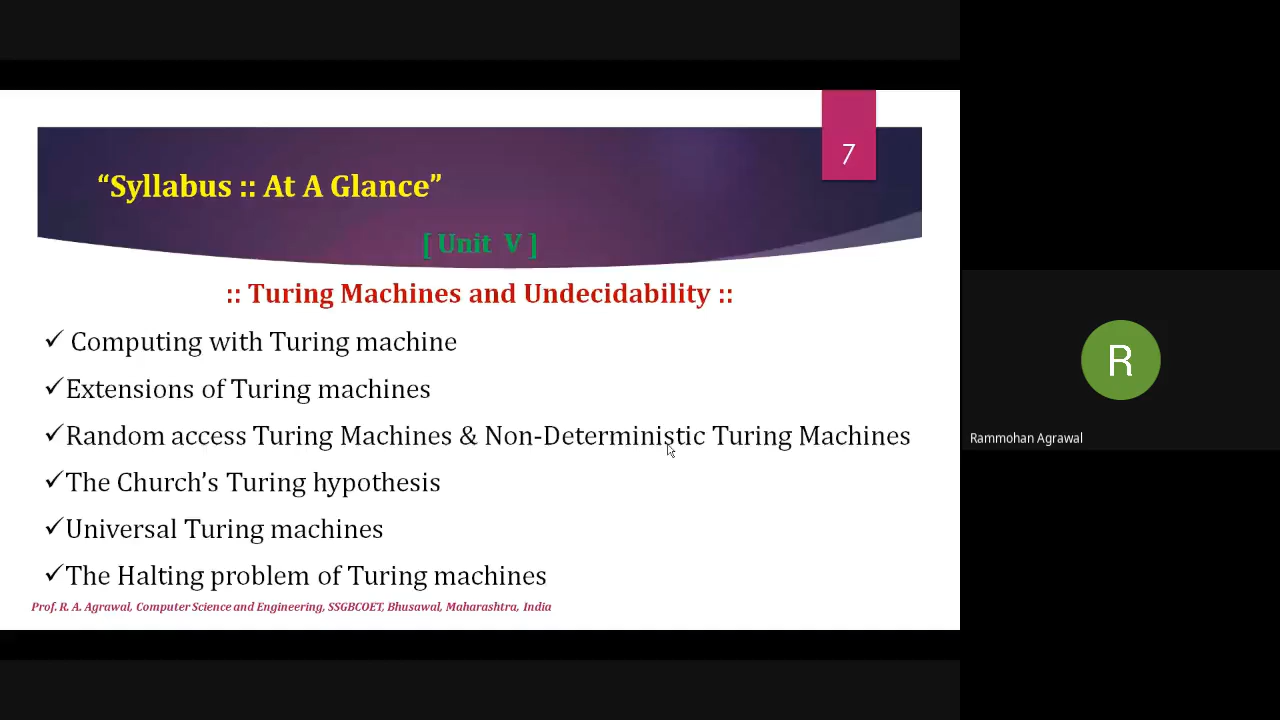 7
“Syllabus :: At A Glance”
[ Unit V ]
:: Turing Machines and Undecidability ::
✓ Computing with Turing machine
✓Extensions of Turing machines
✓Random access Turing Machines & Non-Deterministic Turing Machines
✓The Church’s Turing hypothesis
✓Universal Turing machines
✓The Halting problem of Turing machines
Prof. R. A. Agrawal, Computer Science and Engineering, SSGBCOET, Bhusawal, Maharashtra, India
R
Rammohan Agrawal